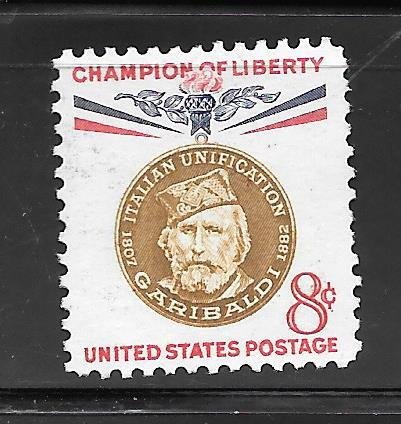 CHAMPION OF LIBERTY
ITALIAN UNIFICATION
1807 1882
GARIBALDI
8¢
UNITED STATES POSTAGE